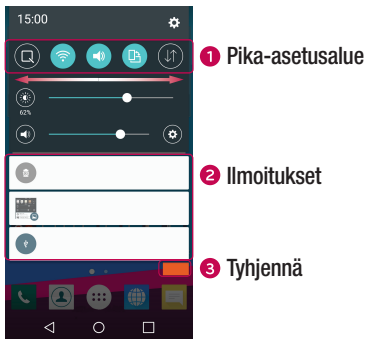 15:00
1 Pika-asetusalue
62%
2 Ilmoitukset
3 Tyhjennä